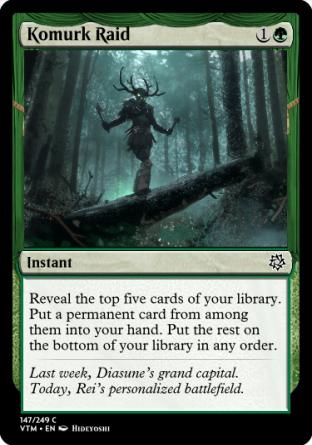 Komurk Raid 1
Instant
Reveal the top five cards of your library.
Put a permanent card from among
them into your hand. Put the rest on
the bottom of your library in any order.
Last week, Diasune's grand capital.
Today, Rei's personalized battlefield.
147/249 C
VTM • EN Hideyoshi